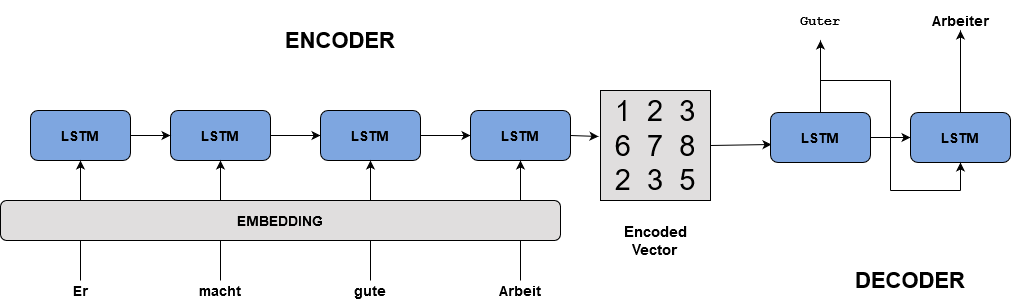 Guter Arbeiter
ENCODER
LSTM LSTM LSTM LSTM
1 2 3
6 7 8
2 3 5
LSTM LSTM
EMBEDDING
Encoded
Vector
Er macht gute Arbeit
DECODER